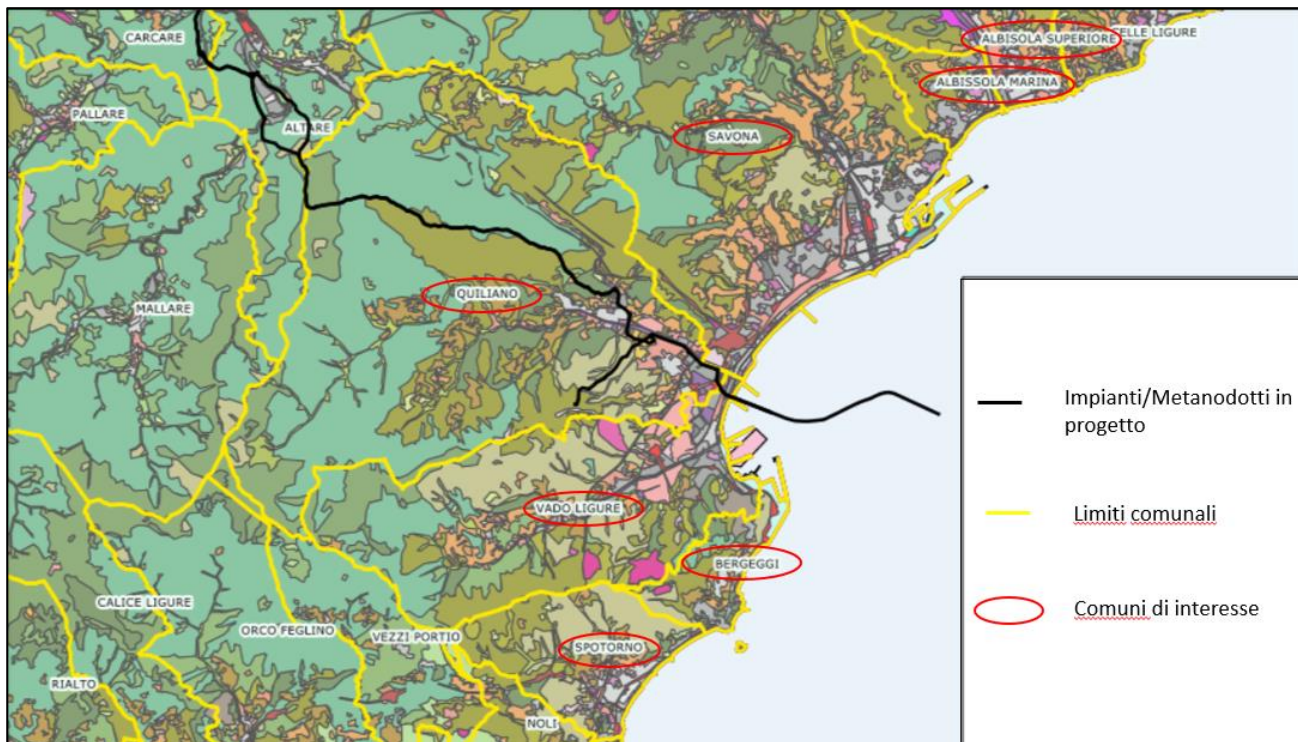 CARCARE
ALBISOLA SUPERIORE
CELLE LIGURE
ALBISSOLA MARINA
PALLARE
ALTARE
SAVONA
QUILIANO
MALLARE
VADO LIGURE
BERGEGGI
CALICE LIGURE
ORCO FEGLINO
VEZZI PORTIO
SPOTORNO
RIALTO
NOLI
Impianti/Metanodotti in
progetto
Limiti comunali
Comuni di interesse